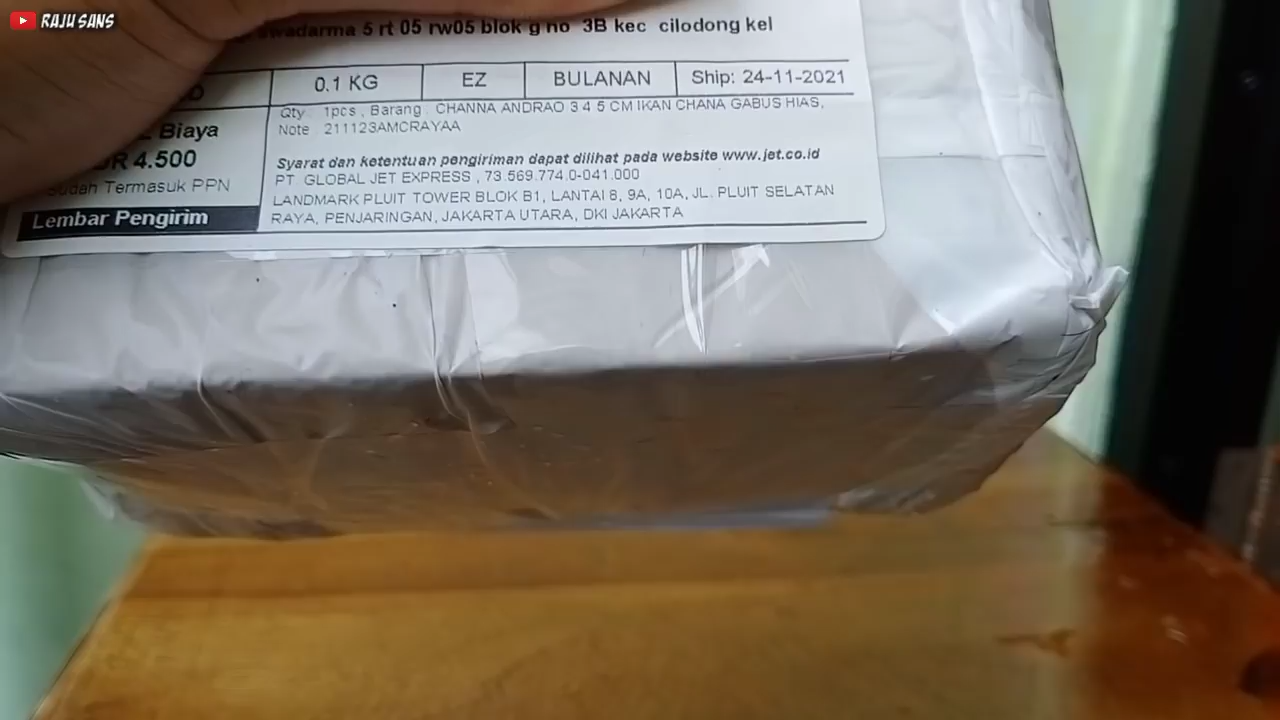 RAJU SANS
5 rt 05 rw05 blok g no 3B kec cilodong kel
0.1 KG
EZ
BULANAN
Ship: 24-11-2021
Qty : 1pcs , Barang : CHANNA ANDRAO 3 4 5 CM IKAN CHANA GABUS HIAS,
Note : 211123AMCRAYAA
Biaya
4.500
Sudah Termasuk PPN
Lembar Pengirim
Syarat dan ketentuan pengiriman dapat dilihat pada website www.jet.co.id
PT. GLOBAL JET EXPRESS , 73.569.774.0-041.000
LANDMARK PLUIT TOWER BLOK B1, LANTAI 8, 9A, 10A, JL. PLUIT SELATAN
RAYA, PENJARINGAN, JAKARTA UTARA, DKI JAKARTA